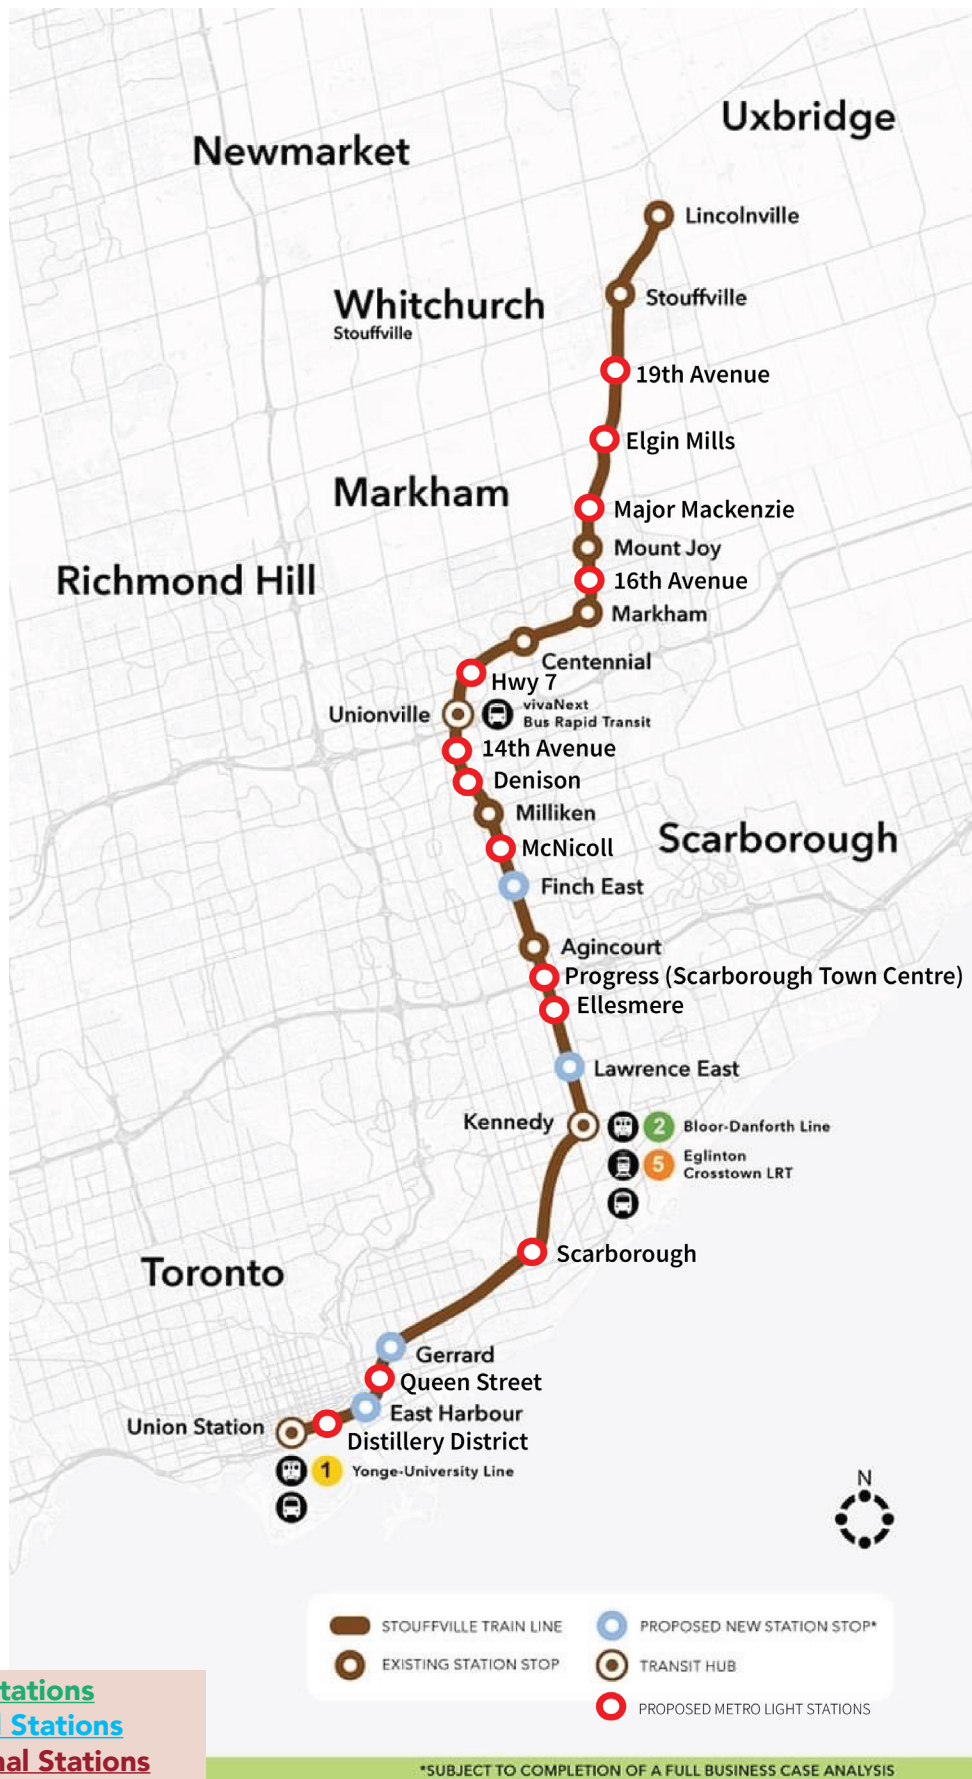 Uxbridge
Newmarket
Lincolnville
Whitchurch
Stouffville
Stouffville
19th Avenue
Elgin Mills
Markham
Major Mackenzie
Mount Joy
Richmond Hill
16th Avenue
Markham
Centennial
Hwy 7
Unionville
vivaNext
Bus Rapid Transit
14th Avenue
Denison
Milliken
Scarborough
McNicoll
Finch East
Agincourt
Progress (Scarborough Town Centre)
Ellesmere
Lawrence East
Kennedy
2 Bloor-Danforth Line
5 Eglinton
Crosstown LRT
Scarborough
Toronto
Gerrard
Queen Street
East Harbour
Union Station
Distillery District
1 Yonge-University Line
N
STOUFFVILLE TRAIN LINE
PROPOSED NEW STATION STOP*
EXISTING STATION STOP
TRANSIT HUB
PROPOSED METRO LIGHT STATIONS
tations
Stations
nal Stations
*SUBJECT TO COMPLETION OF A FULL BUSINESS CASE ANALYSIS